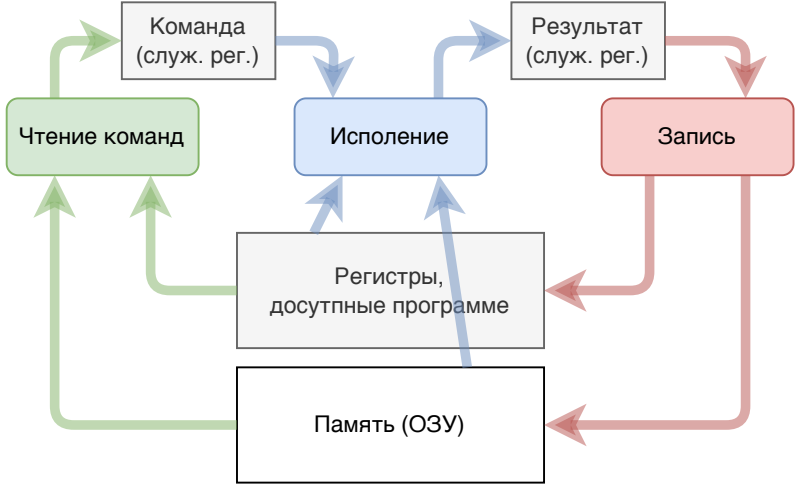 Команда
(служ. рег.)
Результат
(служ. рег.)
Чтение команд
Исполение
Запись
Регистры,
досутпные программе
Память (ОЗУ)